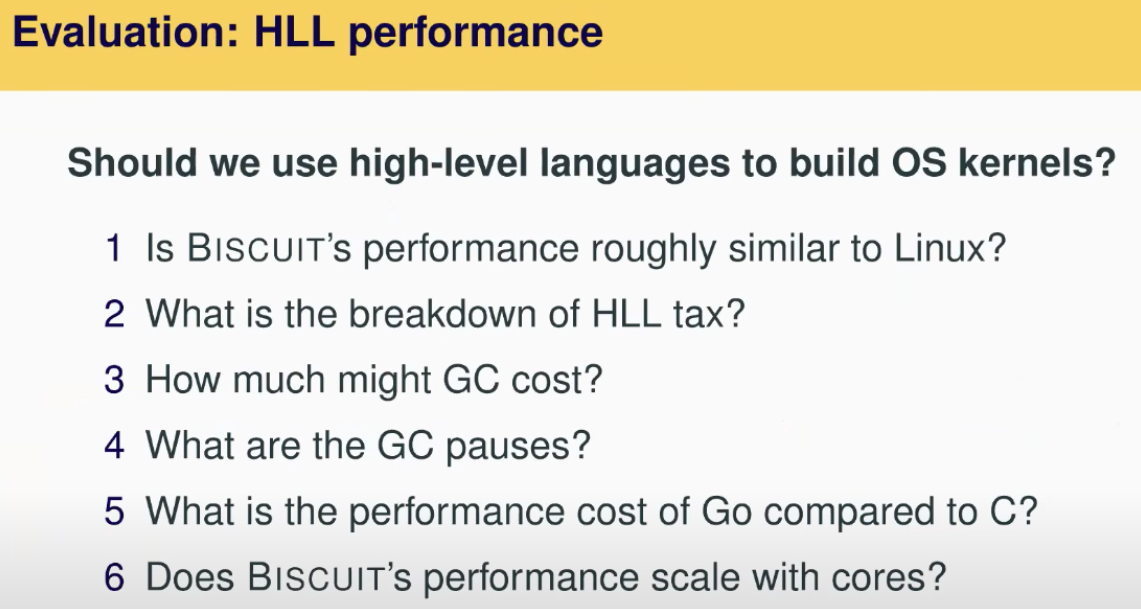 Evaluation: HLL performance
Should we use high-level languages to build OS kernels?
1 Is BISCUIT's performance roughly similar to Linux?
2 What is the breakdown of HLL tax?
3 How much might GC cost?
4 What are the GC pauses?
5 What is the performance cost of Go compared to C?
6 Does BISCUIT's performance scale with cores?